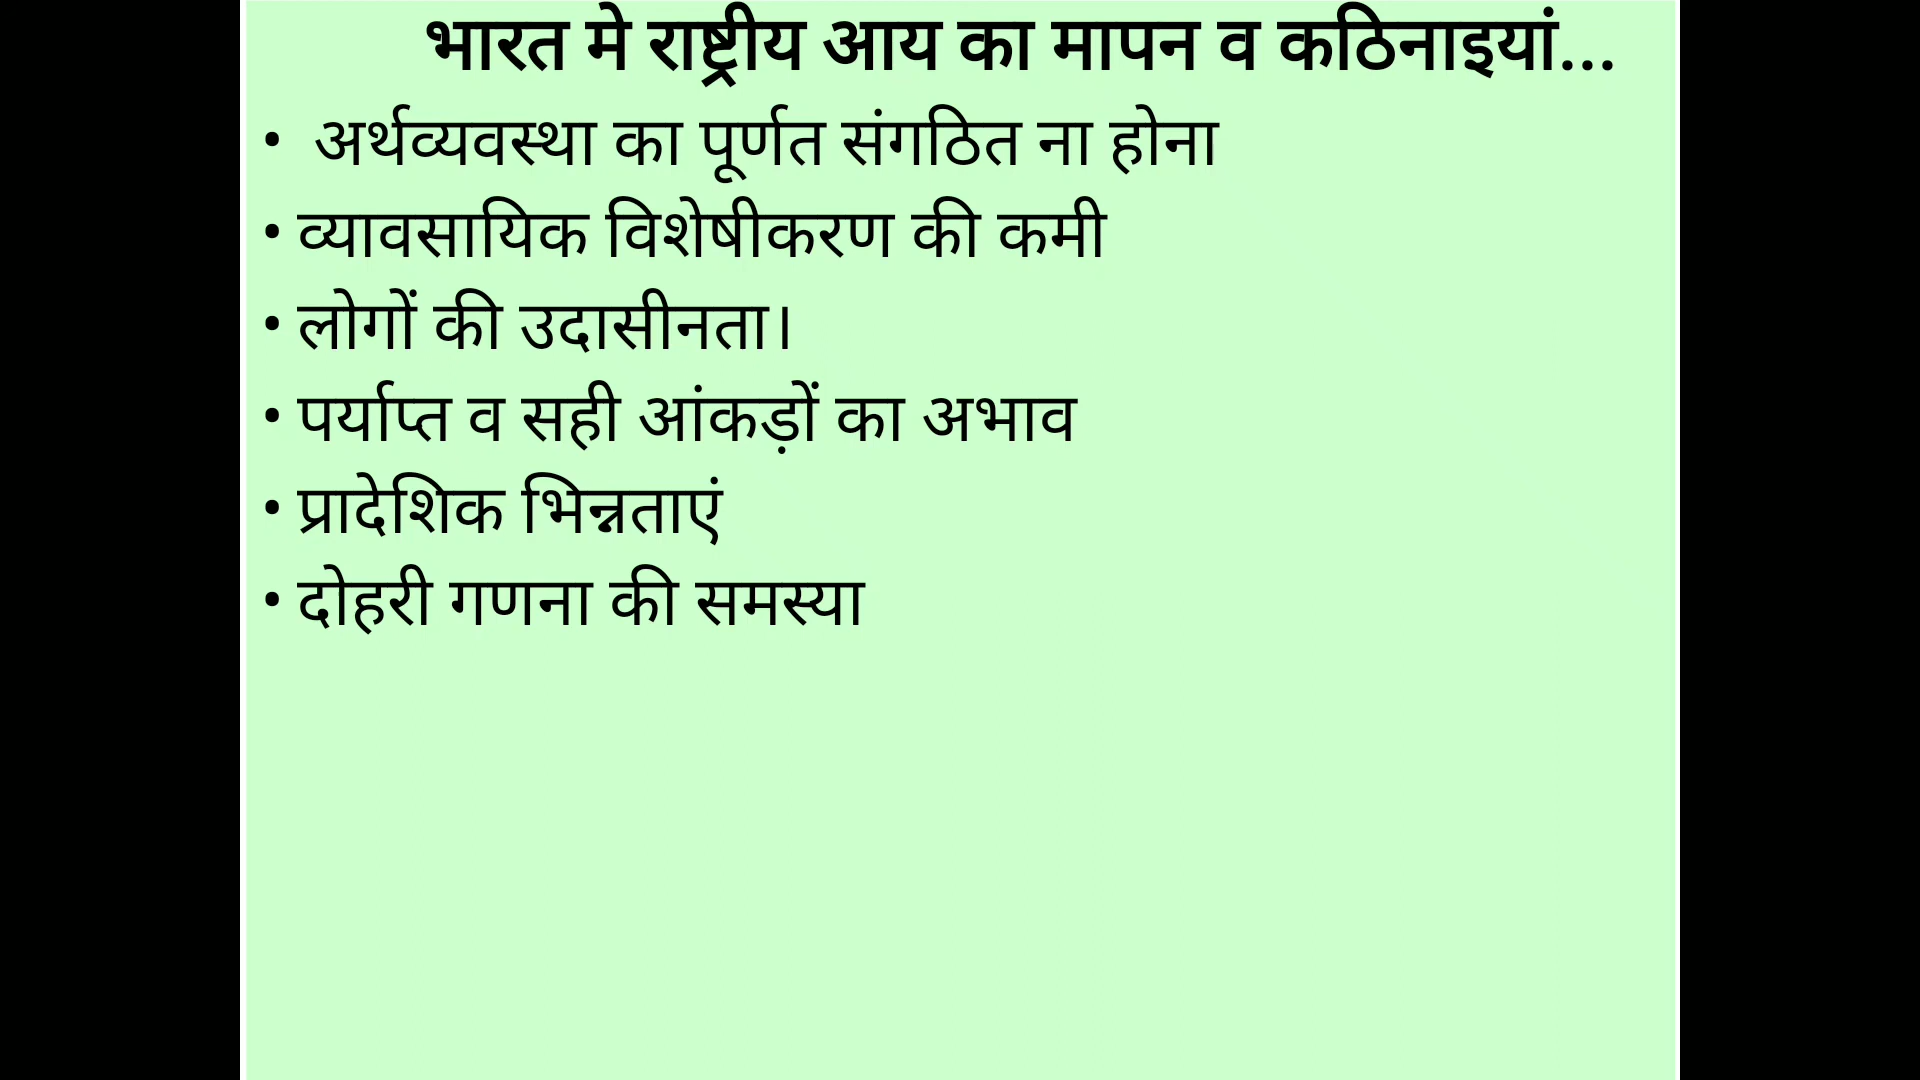 भारत मे राष्ट्रीय आय का मापन व कठिनाइयां...
• अर्थव्यवस्था का पूर्णत संगठित ना होना
• व्यावसायिक विशेषीकरण की कमी
• लोगों की उदासीनता।
• पर्याप्त व सही आंकड़ों का अभाव
• प्रादेशिक भिन्नताएं
• दोहरी गणना की समस्या